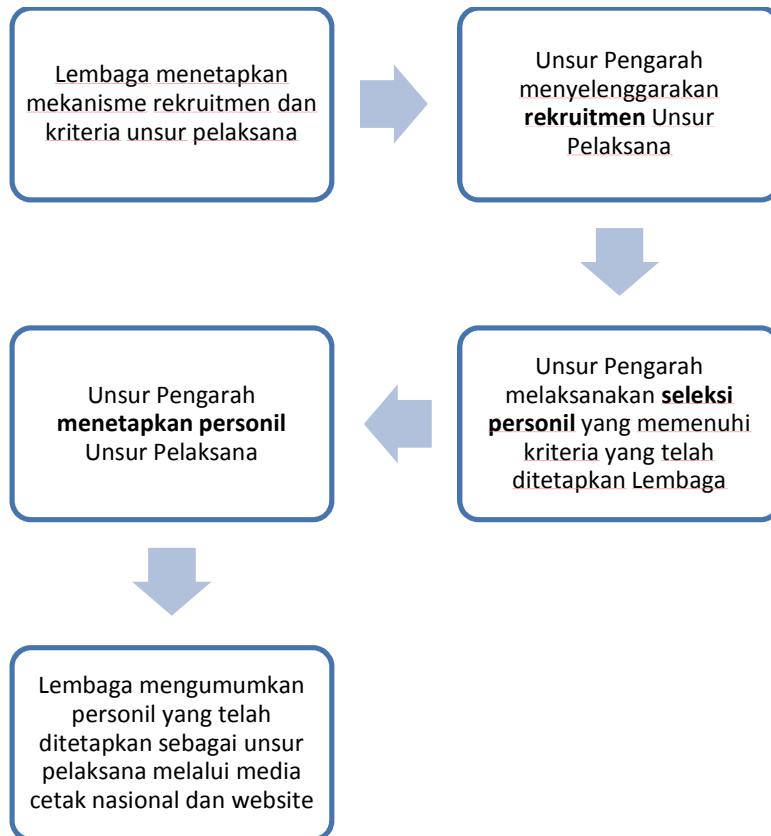 Lembaga menetapkan
mekanisme rekruitmen dan
kriteria unsur pelaksana
Unsur Pengarah
menyelenggarakan
rekruitmen Unsur
Pelaksana
Unsur Pengarah
melaksanakan seleksi
personil yang memenuhi
kriteria yang telah
ditetapkan Lembaga
Unsur Pengarah
menetapkan personil
Unsur Pelaksana
Lembaga mengumumkan
personil yang telah
ditetapkan sebagai unsur
pelaksana melalui media
cetak nasional dan website